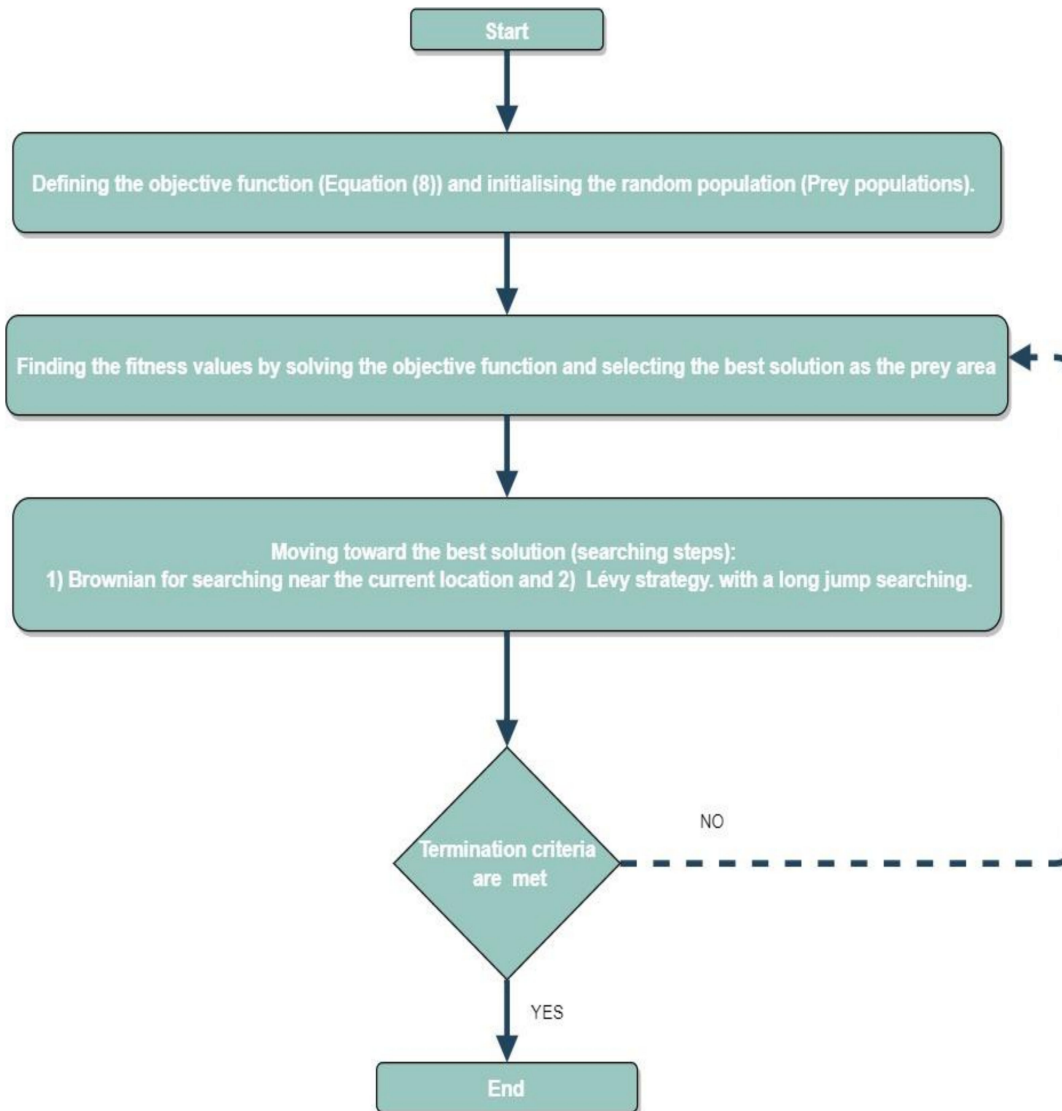 Start
Defining the objective function (Equation (8)) and initialising the random population (Prey populations).
Finding the fitness values by solving the objective function and selecting the best solution as the prey area
Moving toward the best solution (searching steps):
1) Brownian for searching near the current location and 2) Lévy strategy. with a long jump searching.
Termination criteria
are met
NO
YES
End